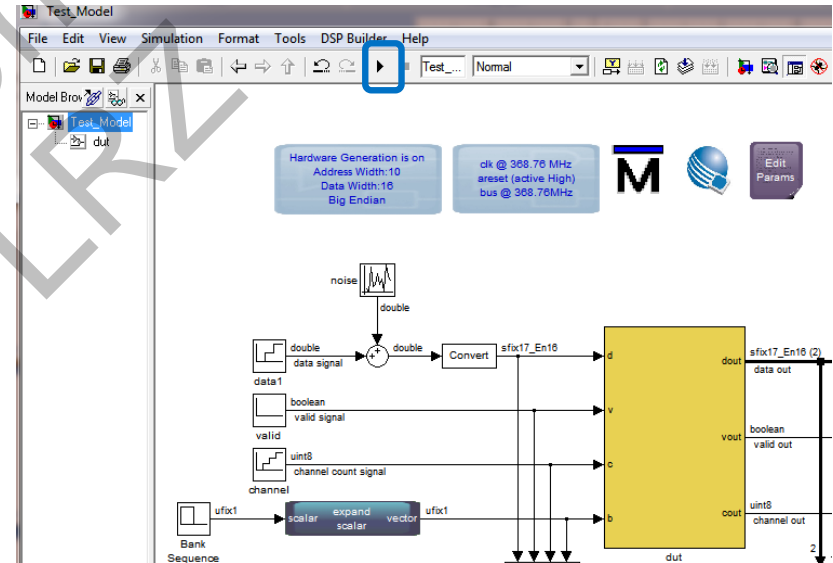 Test_Model
File Edit View Simulation Format Tools DSP Builder Help
Test_... Normal
Model Brow
Test_Model
dut
Hardware Generation is on
Address Width:10
Data Width:16
Big Endian
clk @ 368.76 MHz
areset (active High)
bus @ 368.76MHz
M
Edit
Params
noise
double
double
data signal
double
Convert
sfix17_En16
data1
boolean
valid signal
valid
uint8
channel count signal
channel
ufix1
scalar
expand
scalar
vector
ufix1
Bank
Sequence
d
v
c
b
dout
vout
cout
dut
sfix17_En16 (2)
data out
boolean
valid out
uint8
channel out
2
LRZ